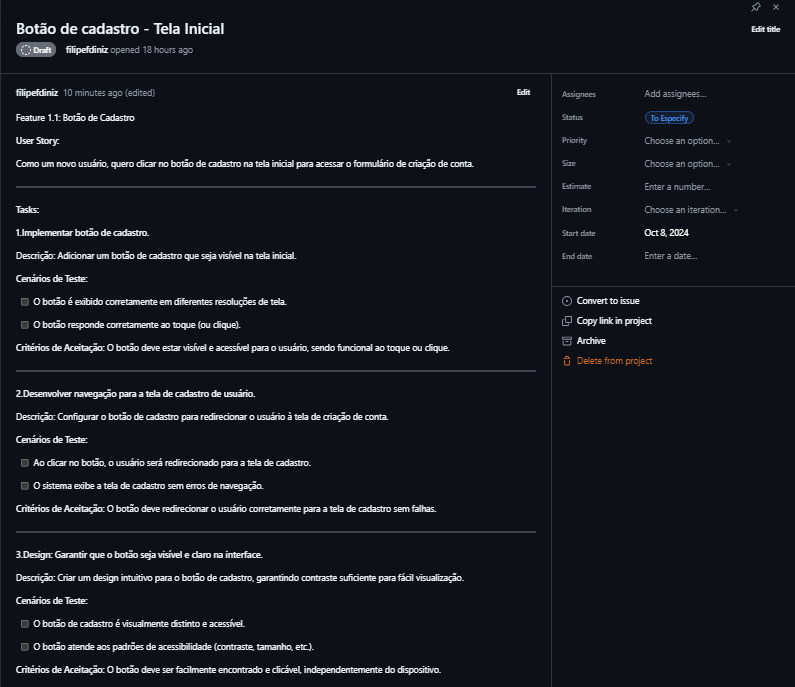 Botão de cadastro - Tela Inicial
Edit title
Draft filipefdiniz opened 18 hours ago
filipefdiniz 10 minutes ago (edited)
Edit
Feature 1.1: Botão de Cadastro
User Story:
Como um novo usuário, quero clicar no botão de cadastro na tela inicial para acessar o formulário de criação de conta.
Tasks:
1.Implementar botão de cadastro.
Descrição: Adicionar um botão de cadastro que seja visível na tela inicial.
Cenários de Teste:
O botão é exibido corretamente em diferentes resoluções de tela.
O botão responde corretamente ao toque (ou clique).
Critérios de Aceitação: O botão deve estar visível e acessível para o usuário, sendo funcional ao toque ou clique.
2.Desenvolver navegação para a tela de cadastro de usuário.
Descrição: Configurar o botão de cadastro para redirecionar o usuário à tela de criação de conta.
Cenários de Teste:
Ao clicar no botão, o usuário será redirecionado para a tela de cadastro.
O sistema exibe a tela de cadastro sem erros de navegação.
Critérios de Aceitação: O botão deve redirecionar o usuário corretamente para a tela de cadastro sem falhas.
3.Design: Garantir que o botão seja visível e claro na interface.
Descrição: Criar um design intuitivo para o botão de cadastro, garantindo contraste suficiente para fácil visualização.
Cenários de Teste:
O botão de cadastro é visualmente distinto e acessível.
O botão atende aos padrões de acessibilidade (contraste, tamanho, etc.).
Critérios de Aceitação: O botão deve ser facilmente encontrado e clicável, independentemente do dispositivo.
Assignees Add assignees...
Status To Especify
Priority Choose an option...
Size Choose an option...
Estimate Enter a number...
Iteration Choose an iteration...
Start date Oct 8, 2024
End date Enter a date...
Convert to issue
Copy link in project
Archive
Delete from project